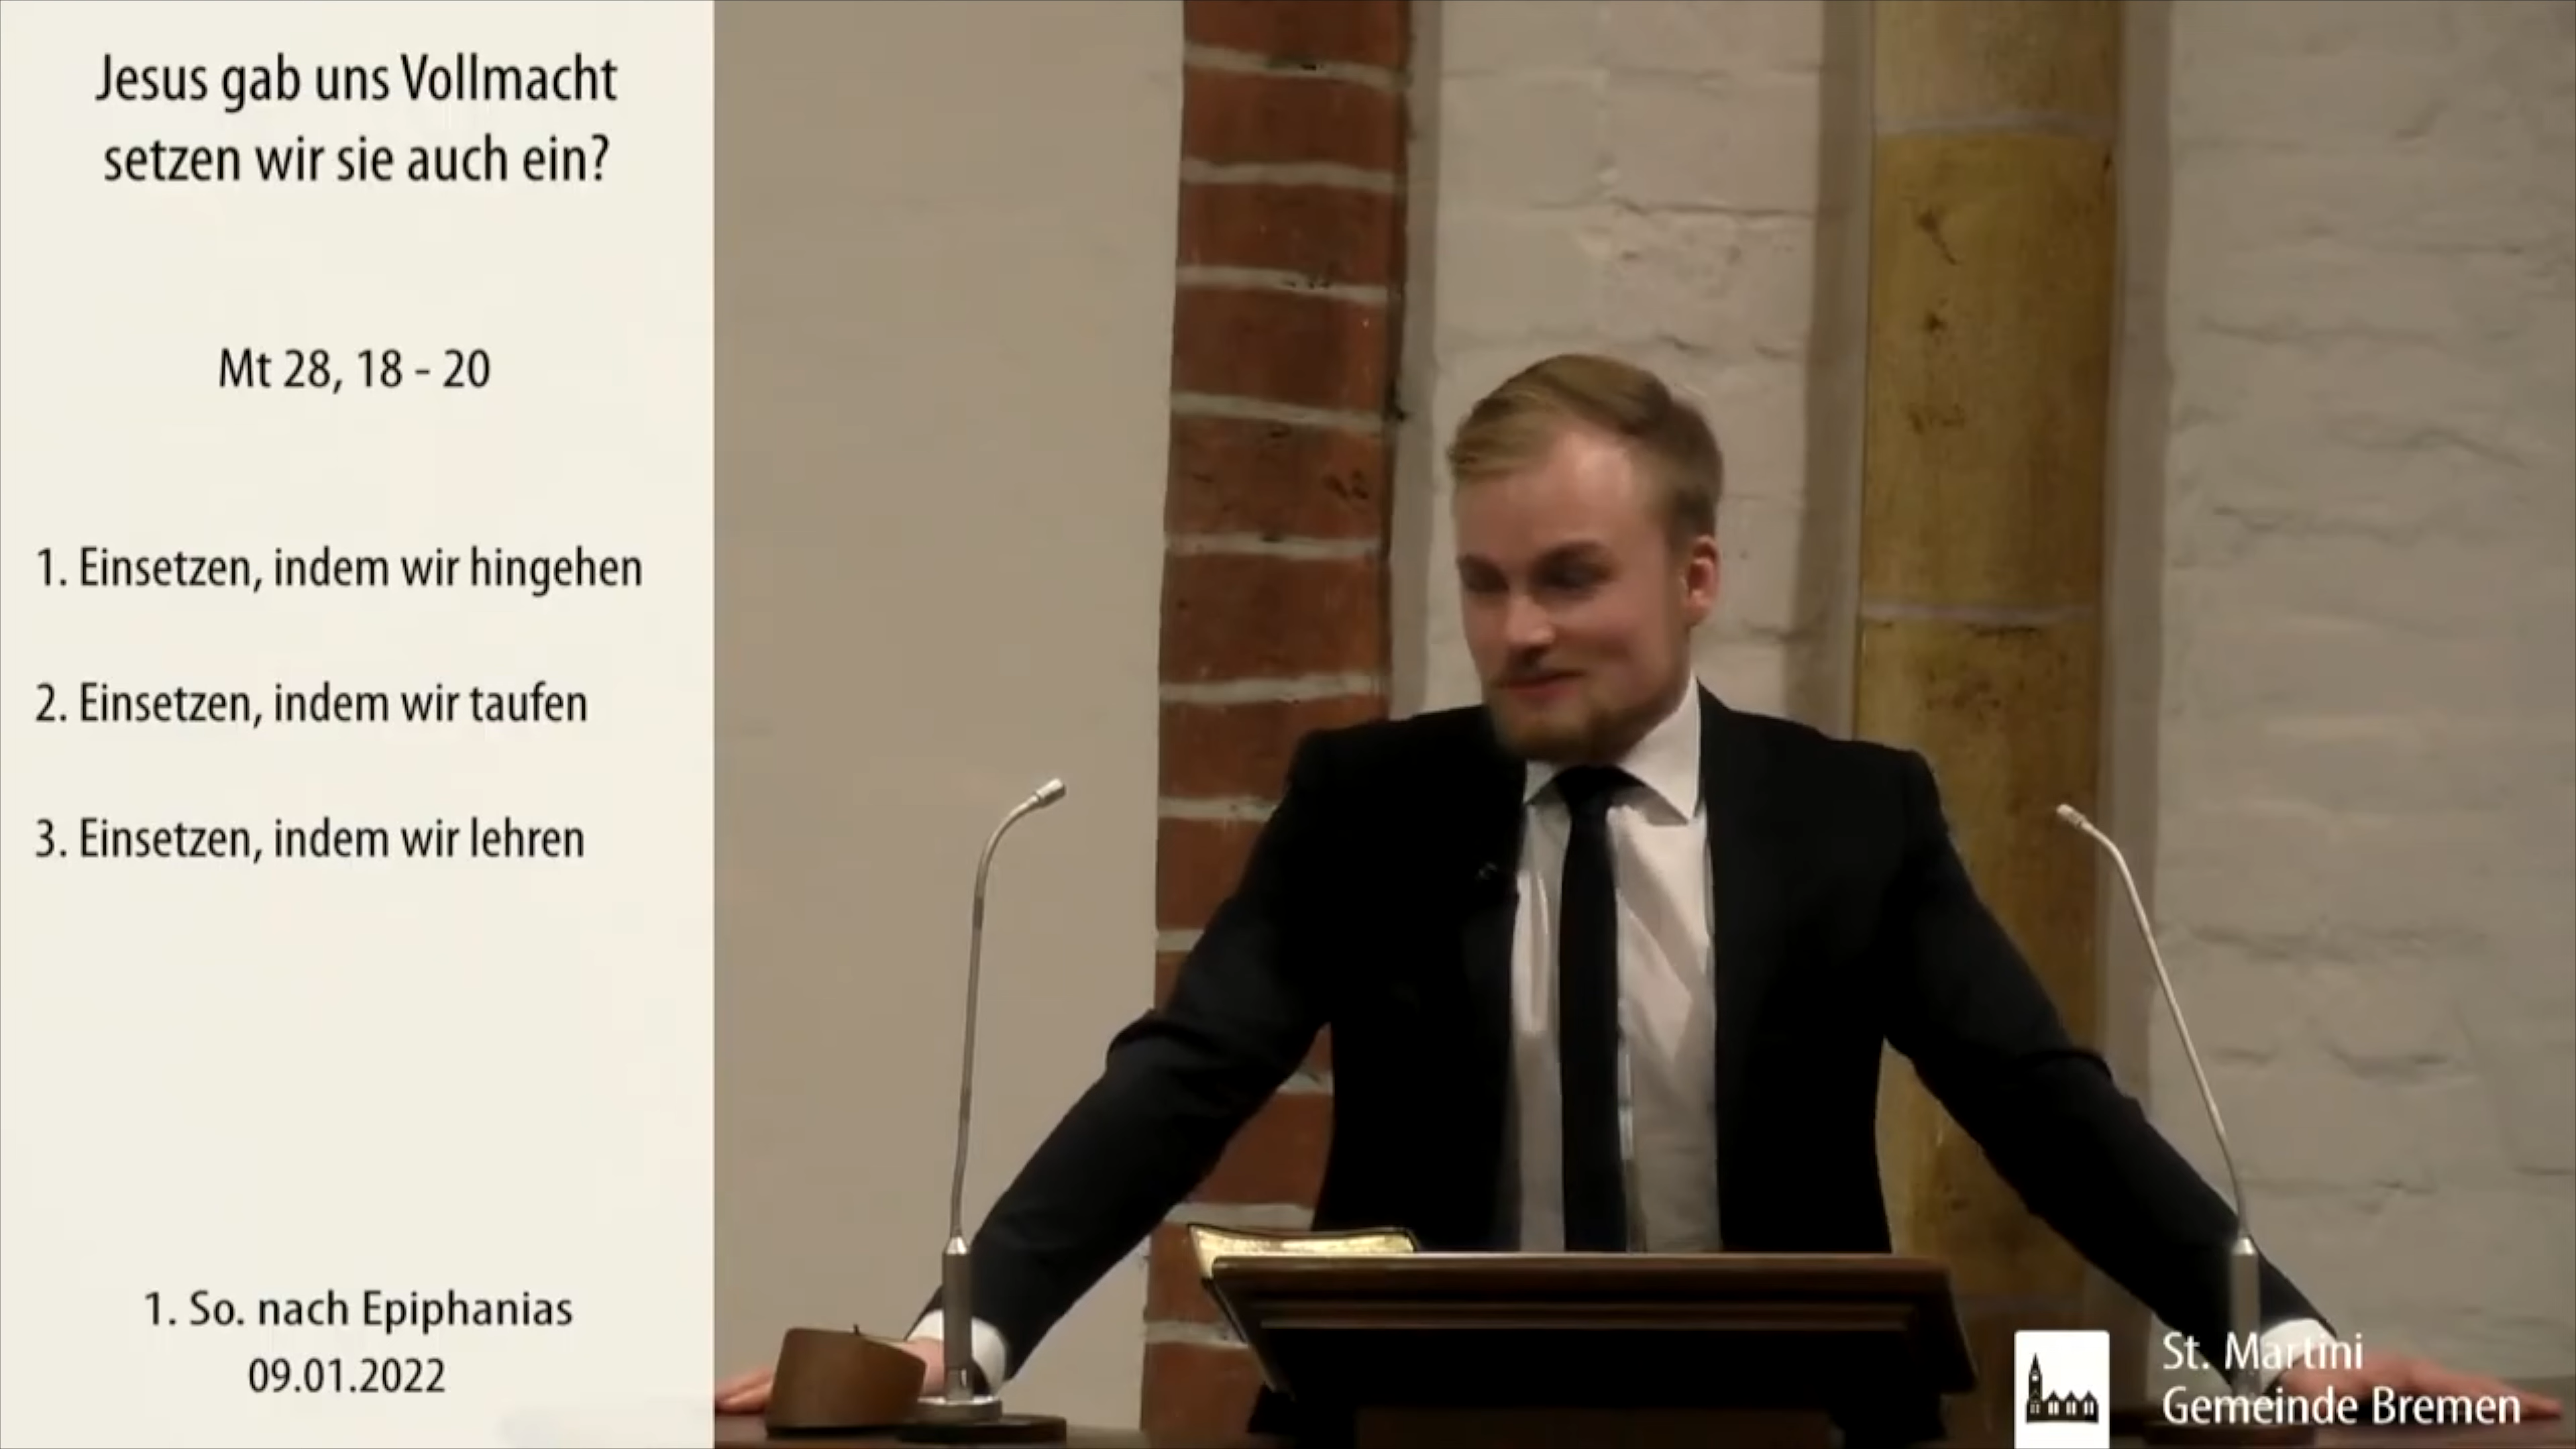 Jesus gab uns Vollmacht
setzen wir sie auch ein?
Mt 28, 18 - 20
1. Einsetzen, indem wir hingehen
2. Einsetzen, indem wir taufen
3. Einsetzen, indem wir lehren
1. So. nach Epiphanias
09.01.2022
St. Martini
Gemeinde Bremen